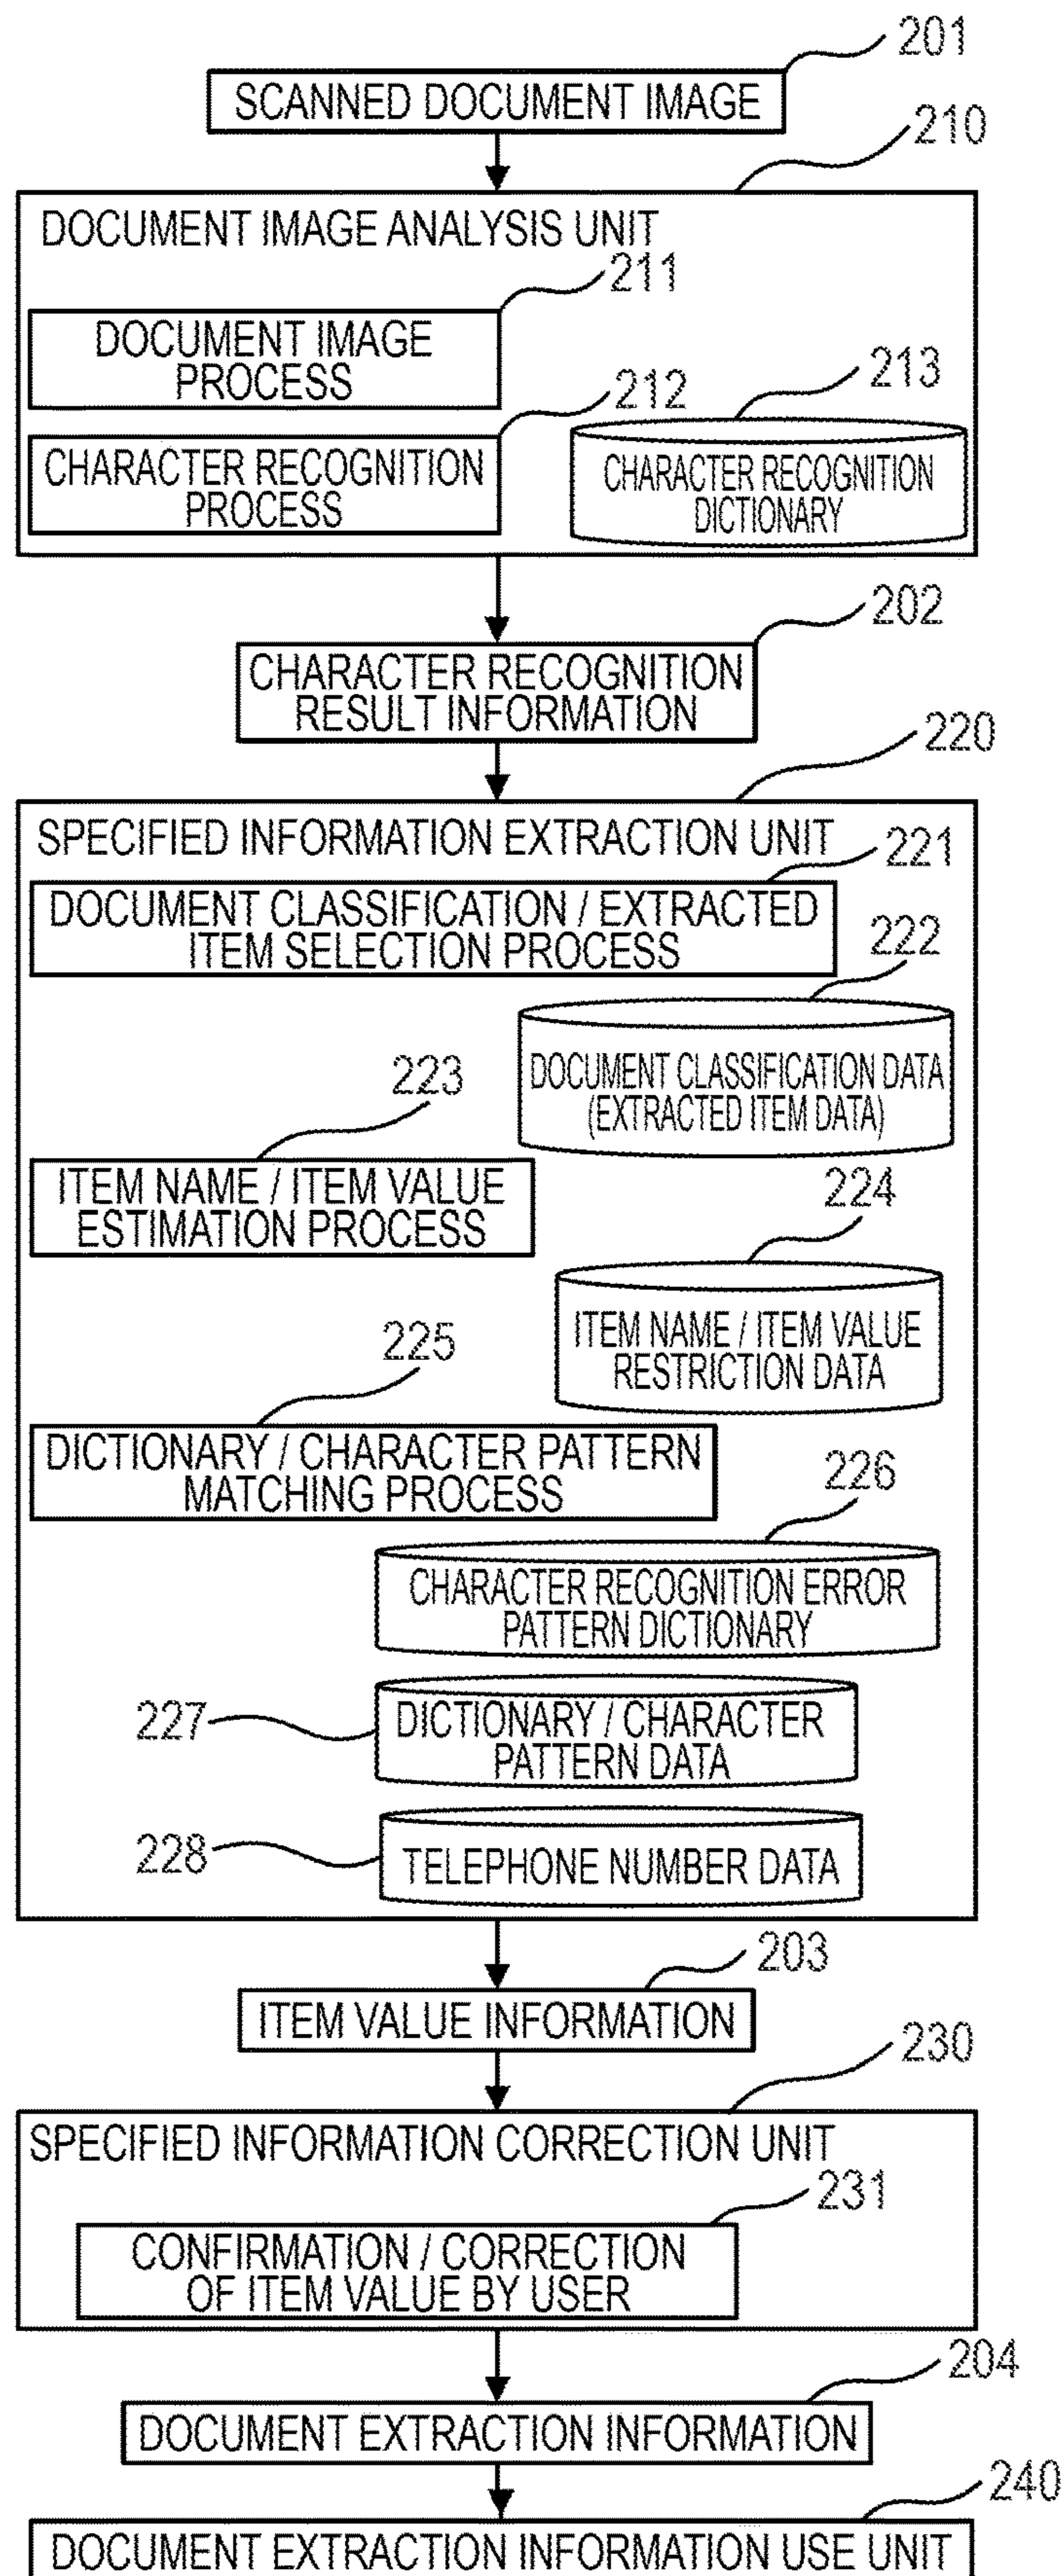 201
SCANNED DOCUMENT IMAGE
210
DOCUMENT IMAGE ANALYSIS UNIT
211
DOCUMENT IMAGE
PROCESS
212
213
CHARACTER RECOGNITION
PROCESS
CHARACTER RECOGNITION
DICTIONARY
202
CHARACTER RECOGNITION
RESULT INFORMATION
220
SPECIFIED INFORMATION EXTRACTION UNIT
221
DOCUMENT CLASSIFICATION / EXTRACTED
ITEM SELECTION PROCESS
222
DOCUMENT CLASSIFICATION DATA
(EXTRACTED ITEM DATA)
223
ITEM NAME / ITEM VALUE
ESTIMATION PROCESS
224
ITEM NAME / ITEM VALUE
RESTRICTION DATA
225
DICTIONARY / CHARACTER PATTERN
MATCHING PROCESS
226
CHARACTER RECOGNITION ERROR
PATTERN DICTIONARY
227
DICTIONARY / CHARACTER
PATTERN DATA
228
TELEPHONE NUMBER DATA
203
ITEM VALUE INFORMATION
230
SPECIFIED INFORMATION CORRECTION UNIT
231
CONFIRMATION / CORRECTION
OF ITEM VALUE BY USER
204
DOCUMENT EXTRACTION INFORMATION
240
DOCUMENT EXTRACTION INFORMATION USE UNIT